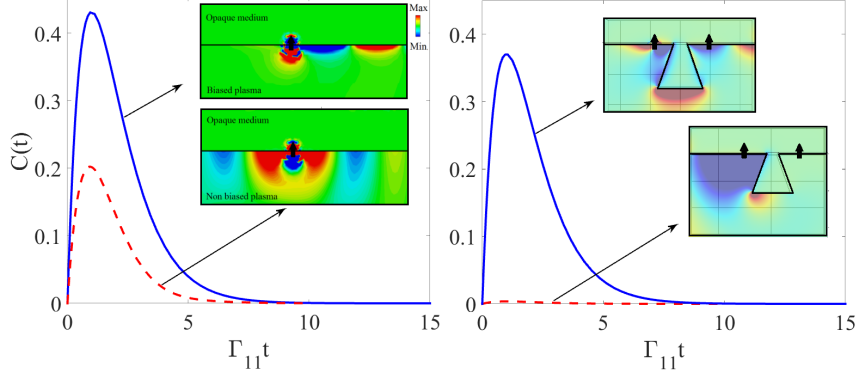 Opaque medium
Max
Min
Biased plasma
Opaque medium
Non biased plasma
C(t)
0.4
0.3
0.2
0.1
0
0
5
10
15
Γ11t
0.4
0.3
0.2
0.1
0
0
5
10
15
Γ11t